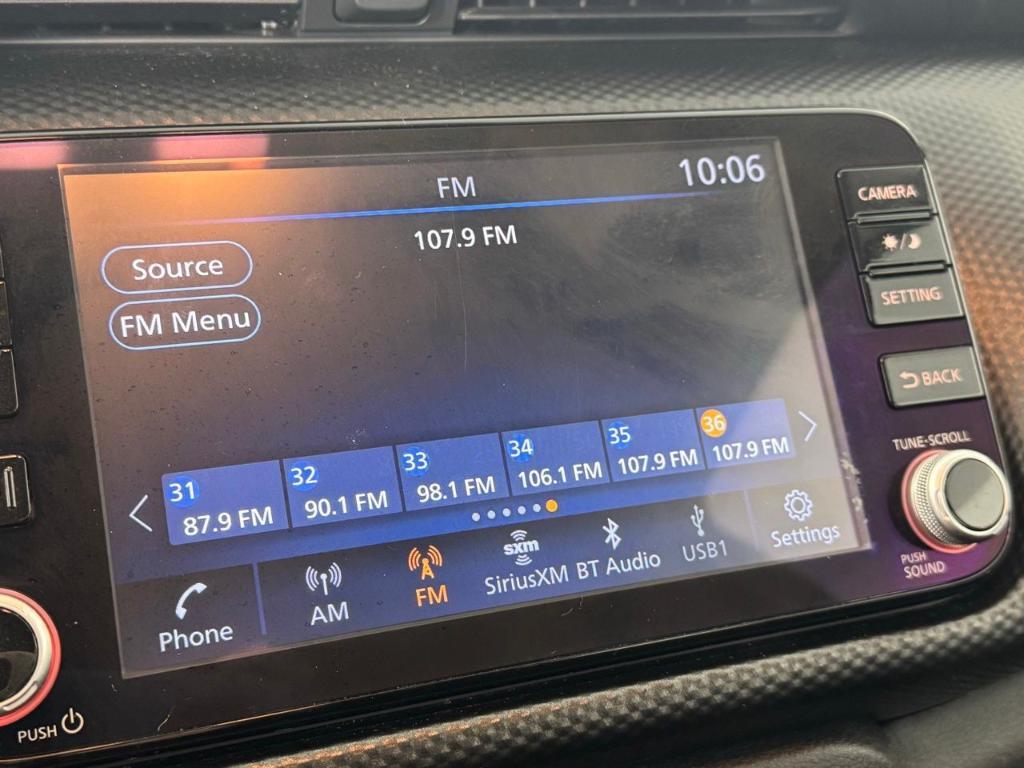 FM
10:06
107.9 FM
Source
FM Menu
31
87.9 FM
32
90.1 FM
33
98.1 FM
34
106.1 FM
35
107.9 FM
36
107.9 FM
Phone
AM
FM
sxm
SiriusXM
BT Audio
USB1
Settings
CAMERA
SETTING
BACK
TUNE·SCROLL
PUSH
SOUND
PUSH